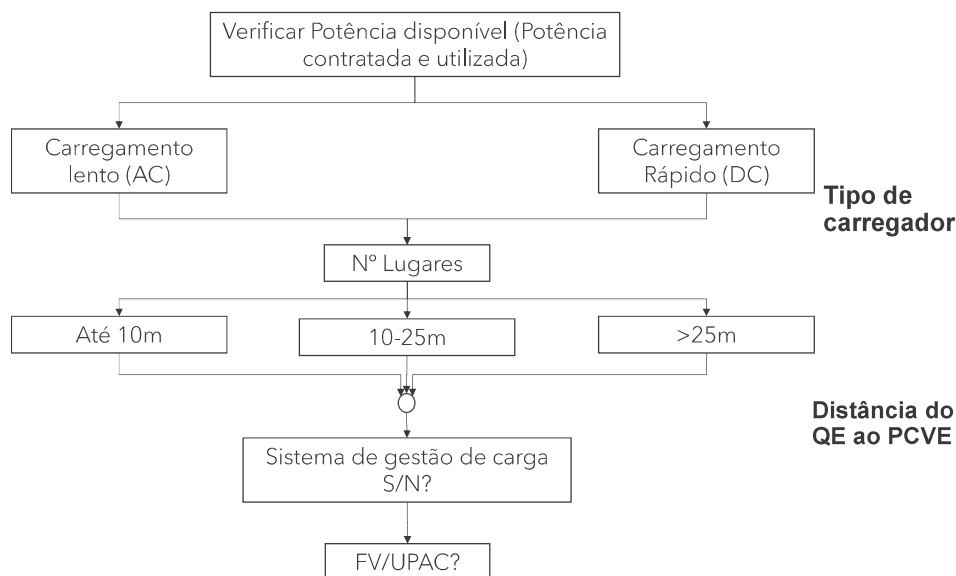 Verificar Potência disponível (Potência
contratada e utilizada)
Carregamento
lento (AC)
Carregamento
Rápido (DC)
Tipo de
carregador
Nº Lugares
Até 10m
10-25m
>25m
Distância do
QE ao PCVE
Sistema de gestão de carga
S/N?
FV/UPAC?